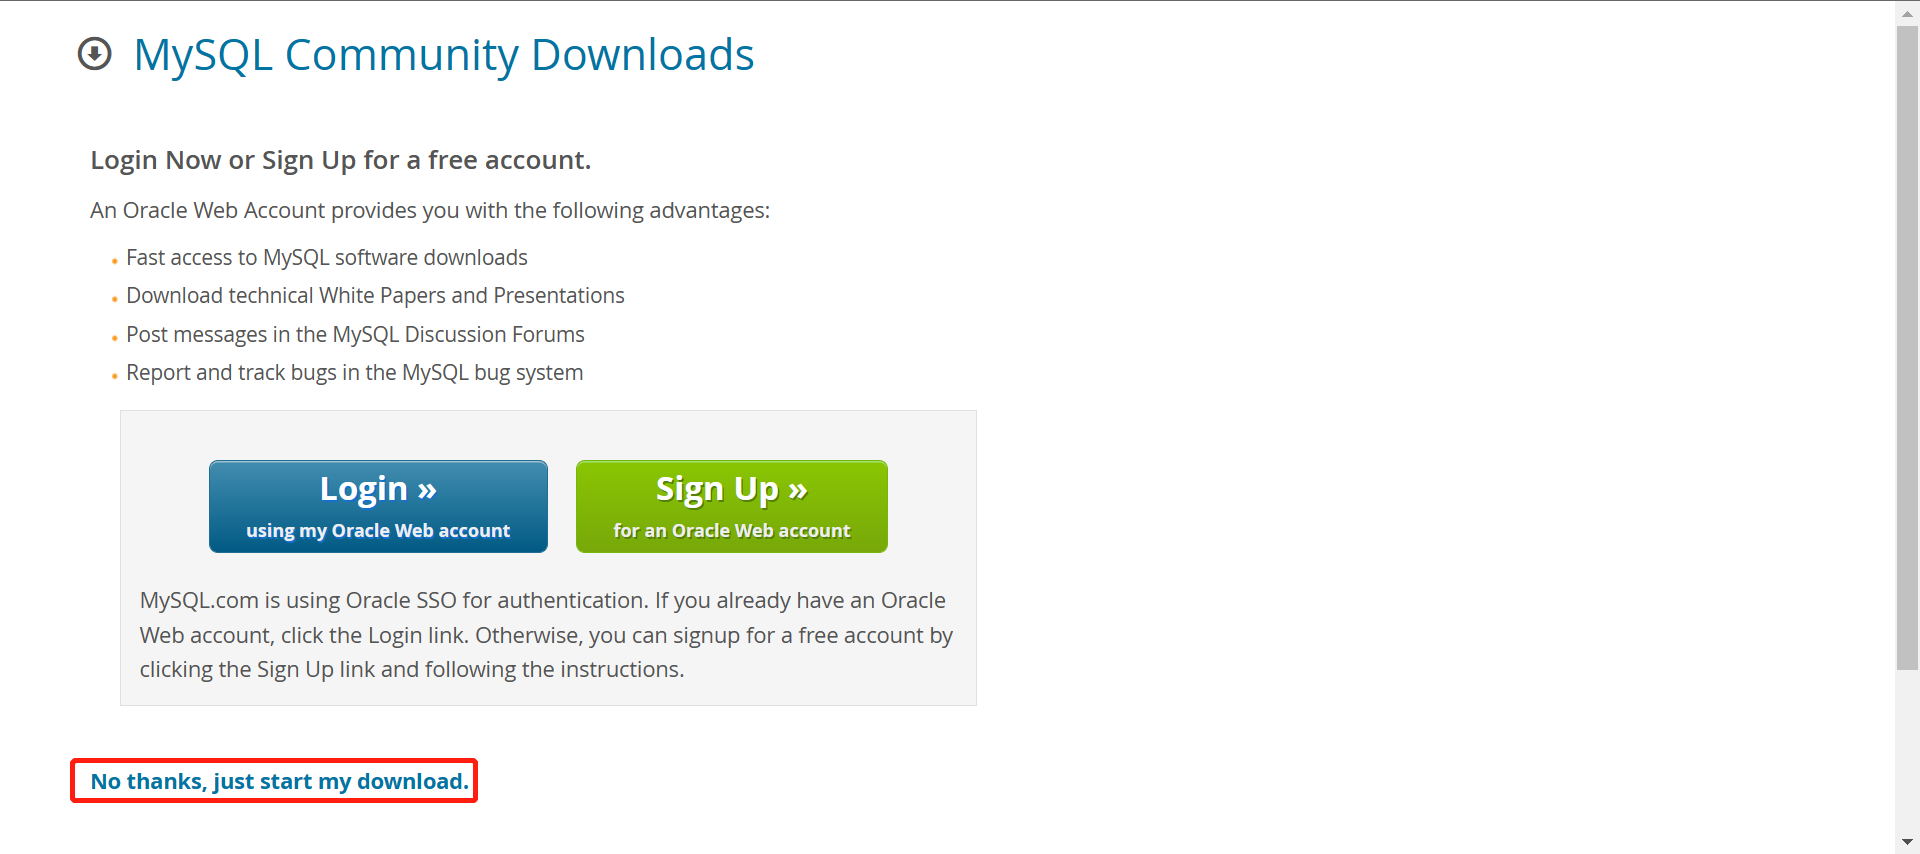 MySQL Community Downloads
Login Now or Sign Up for a free account.
An Oracle Web Account provides you with the following advantages:
Fast access to MySQL software downloads
Download technical White Papers and Presentations
Post messages in the MySQL Discussion Forums
Report and track bugs in the MySQL bug system
Login »
using my Oracle Web account
Sign Up »
for an Oracle Web account
MySQL.com is using Oracle SSO for authentication. If you already have an Oracle
Web account, click the Login link. Otherwise, you can signup for a free account by
clicking the Sign Up link and following the instructions.
No thanks, just start my download.